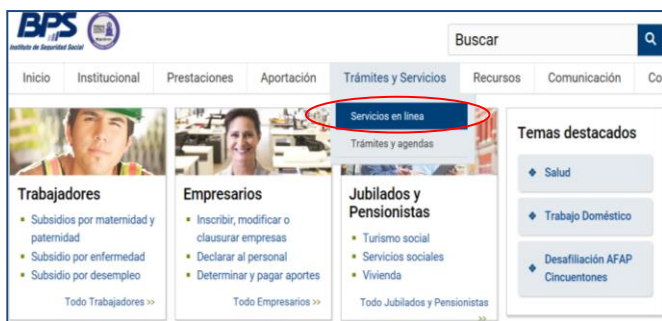 BPS
Instituto de Seguridad Social
Buscar
Inicio Institucional Prestaciones Aportación Trámites y Servicios Recursos Comunicación Co
Servicios en línea
Trámites y agendas
Trabajadores
Subsidios por maternidad y
paternidad
Subsidio por enfermedad
Subsidio por desempleo
Todo Trabajadores >>
Empresarios
Inscribir, modificar o
clausurar empresas
Declarar al personal
Determinar y pagar aportes
Todo Empresarios >>
Jubilados y
Pensionistas
Turismo social
Servicios sociales
Vivienda
Todo Jubilados y Pensionistas
>>
Temas destacados
Salud
Trabajo Doméstico
Desafiliación AFAP
Cincuentones